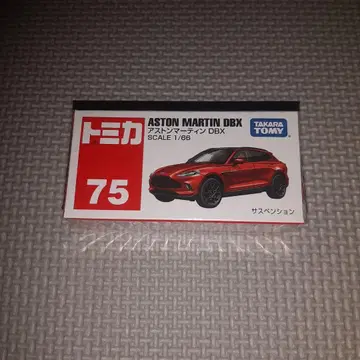 トミカ
75
ASTON MARTIN DBX
アストンマーティン DBX
SCALE 1/66
TAKARA
TOMY
サスペンション